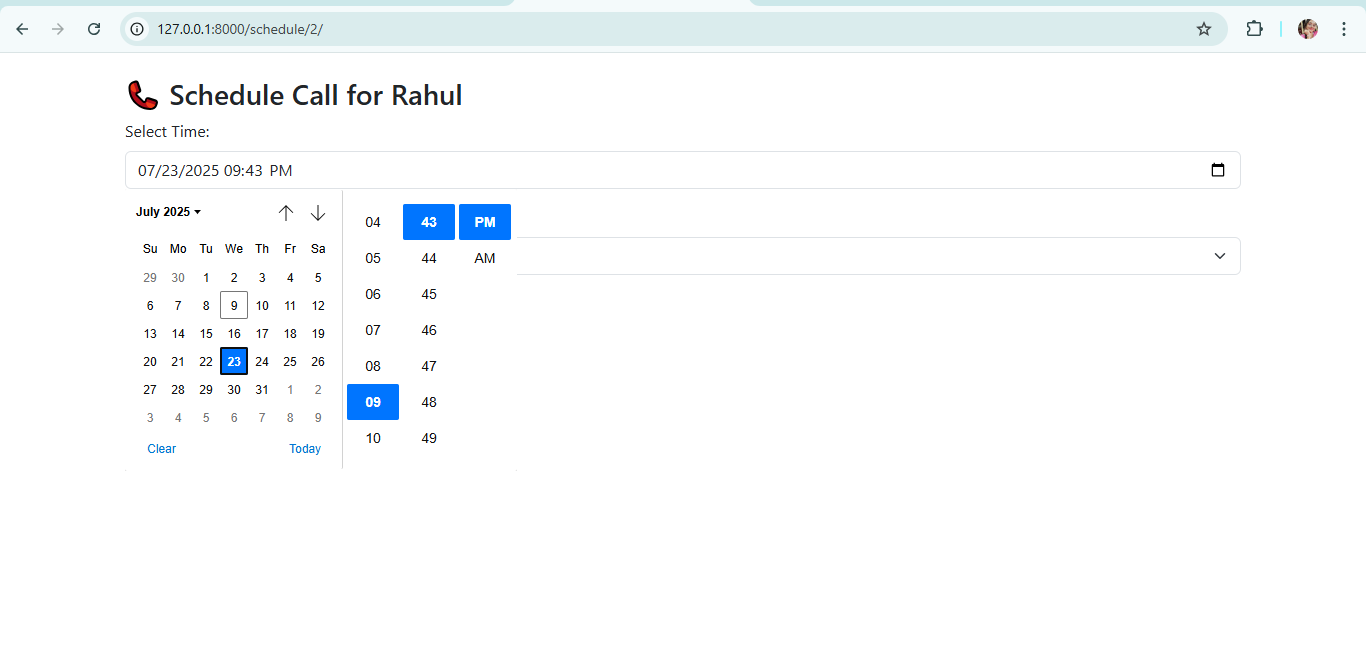 127.0.0.1:8000/schedule/2/
Schedule Call for Rahul
Select Time:
07/23/2025 09:43 PM
July 2025
Su Mo Tu We Th Fr Sa
29 30 1 2 3 4 5
6 7 8 9 10 11 12
13 14 15 16 17 18 19
20 21 22 23 24 25 26
27 28 29 30 31 1 2
3 4 5 6 7 8 9
Clear Today
04 43 PM
05 44 AM
06 45
07 46
08 47
09 48
10 49